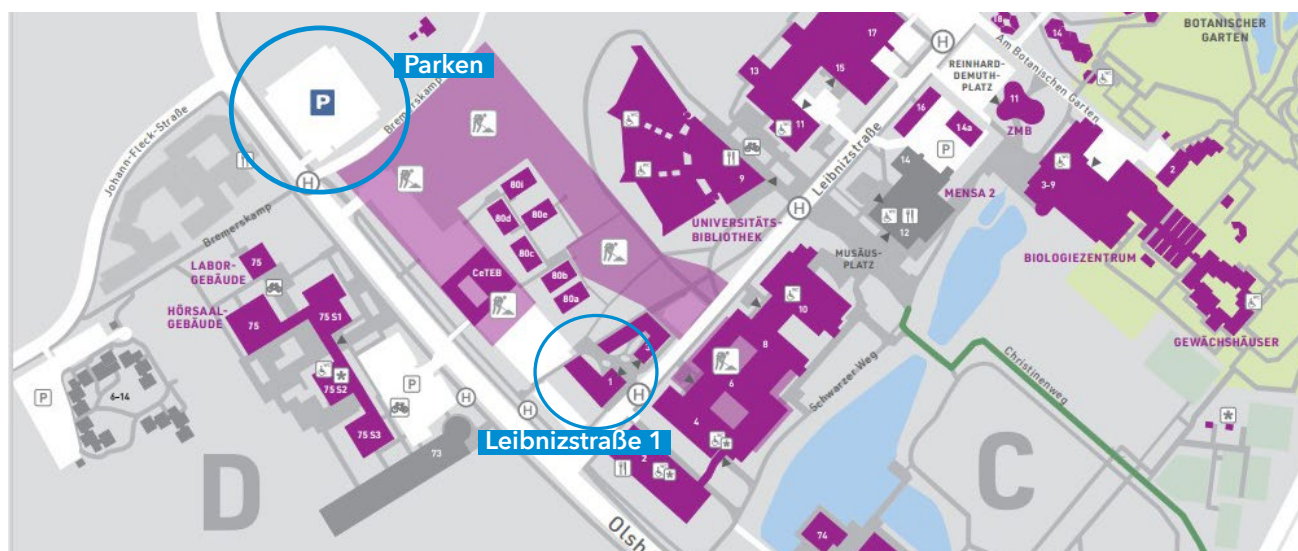 Parken
P
Bremerskamp
Johann-Fleck-Straße
H
Bremerskamp
LABOR-
GEBÄUDE
75
HÖRSAAL-
GEBÄUDE
75
75 S1
75 S2
75 S3
73
P
P
6–14
D
H
H
80i
80d
80e
80c
80b
80a
CeTEB
1
3
H
Leibnizstraße 1
Olsh
UNIVERSITÄTS-
BIBLIOTHEK
9
H
Leibnizstraße
13
11
15
17
H
18
14
Am Botanischen Garten
BOTANISCHER
GARTEN
REINHARD-
DEMUTH-
PLATZ
16
14a
P
11
ZMB
14
MENSA 2
12
MUSÄUS-
PLATZ
3-9
2
BIOLOGIEZENTRUM
GEWÄCHSHÄUSER
10
8
6
4
2
Schwarzer Weg
Christinenweg
C
74